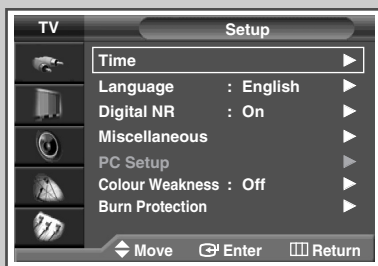 TV Setup
Time
Language : English
Digital NR : On
Miscellaneous
PC Setup
Colour Weakness : Off
Burn Protection
Move Enter Return